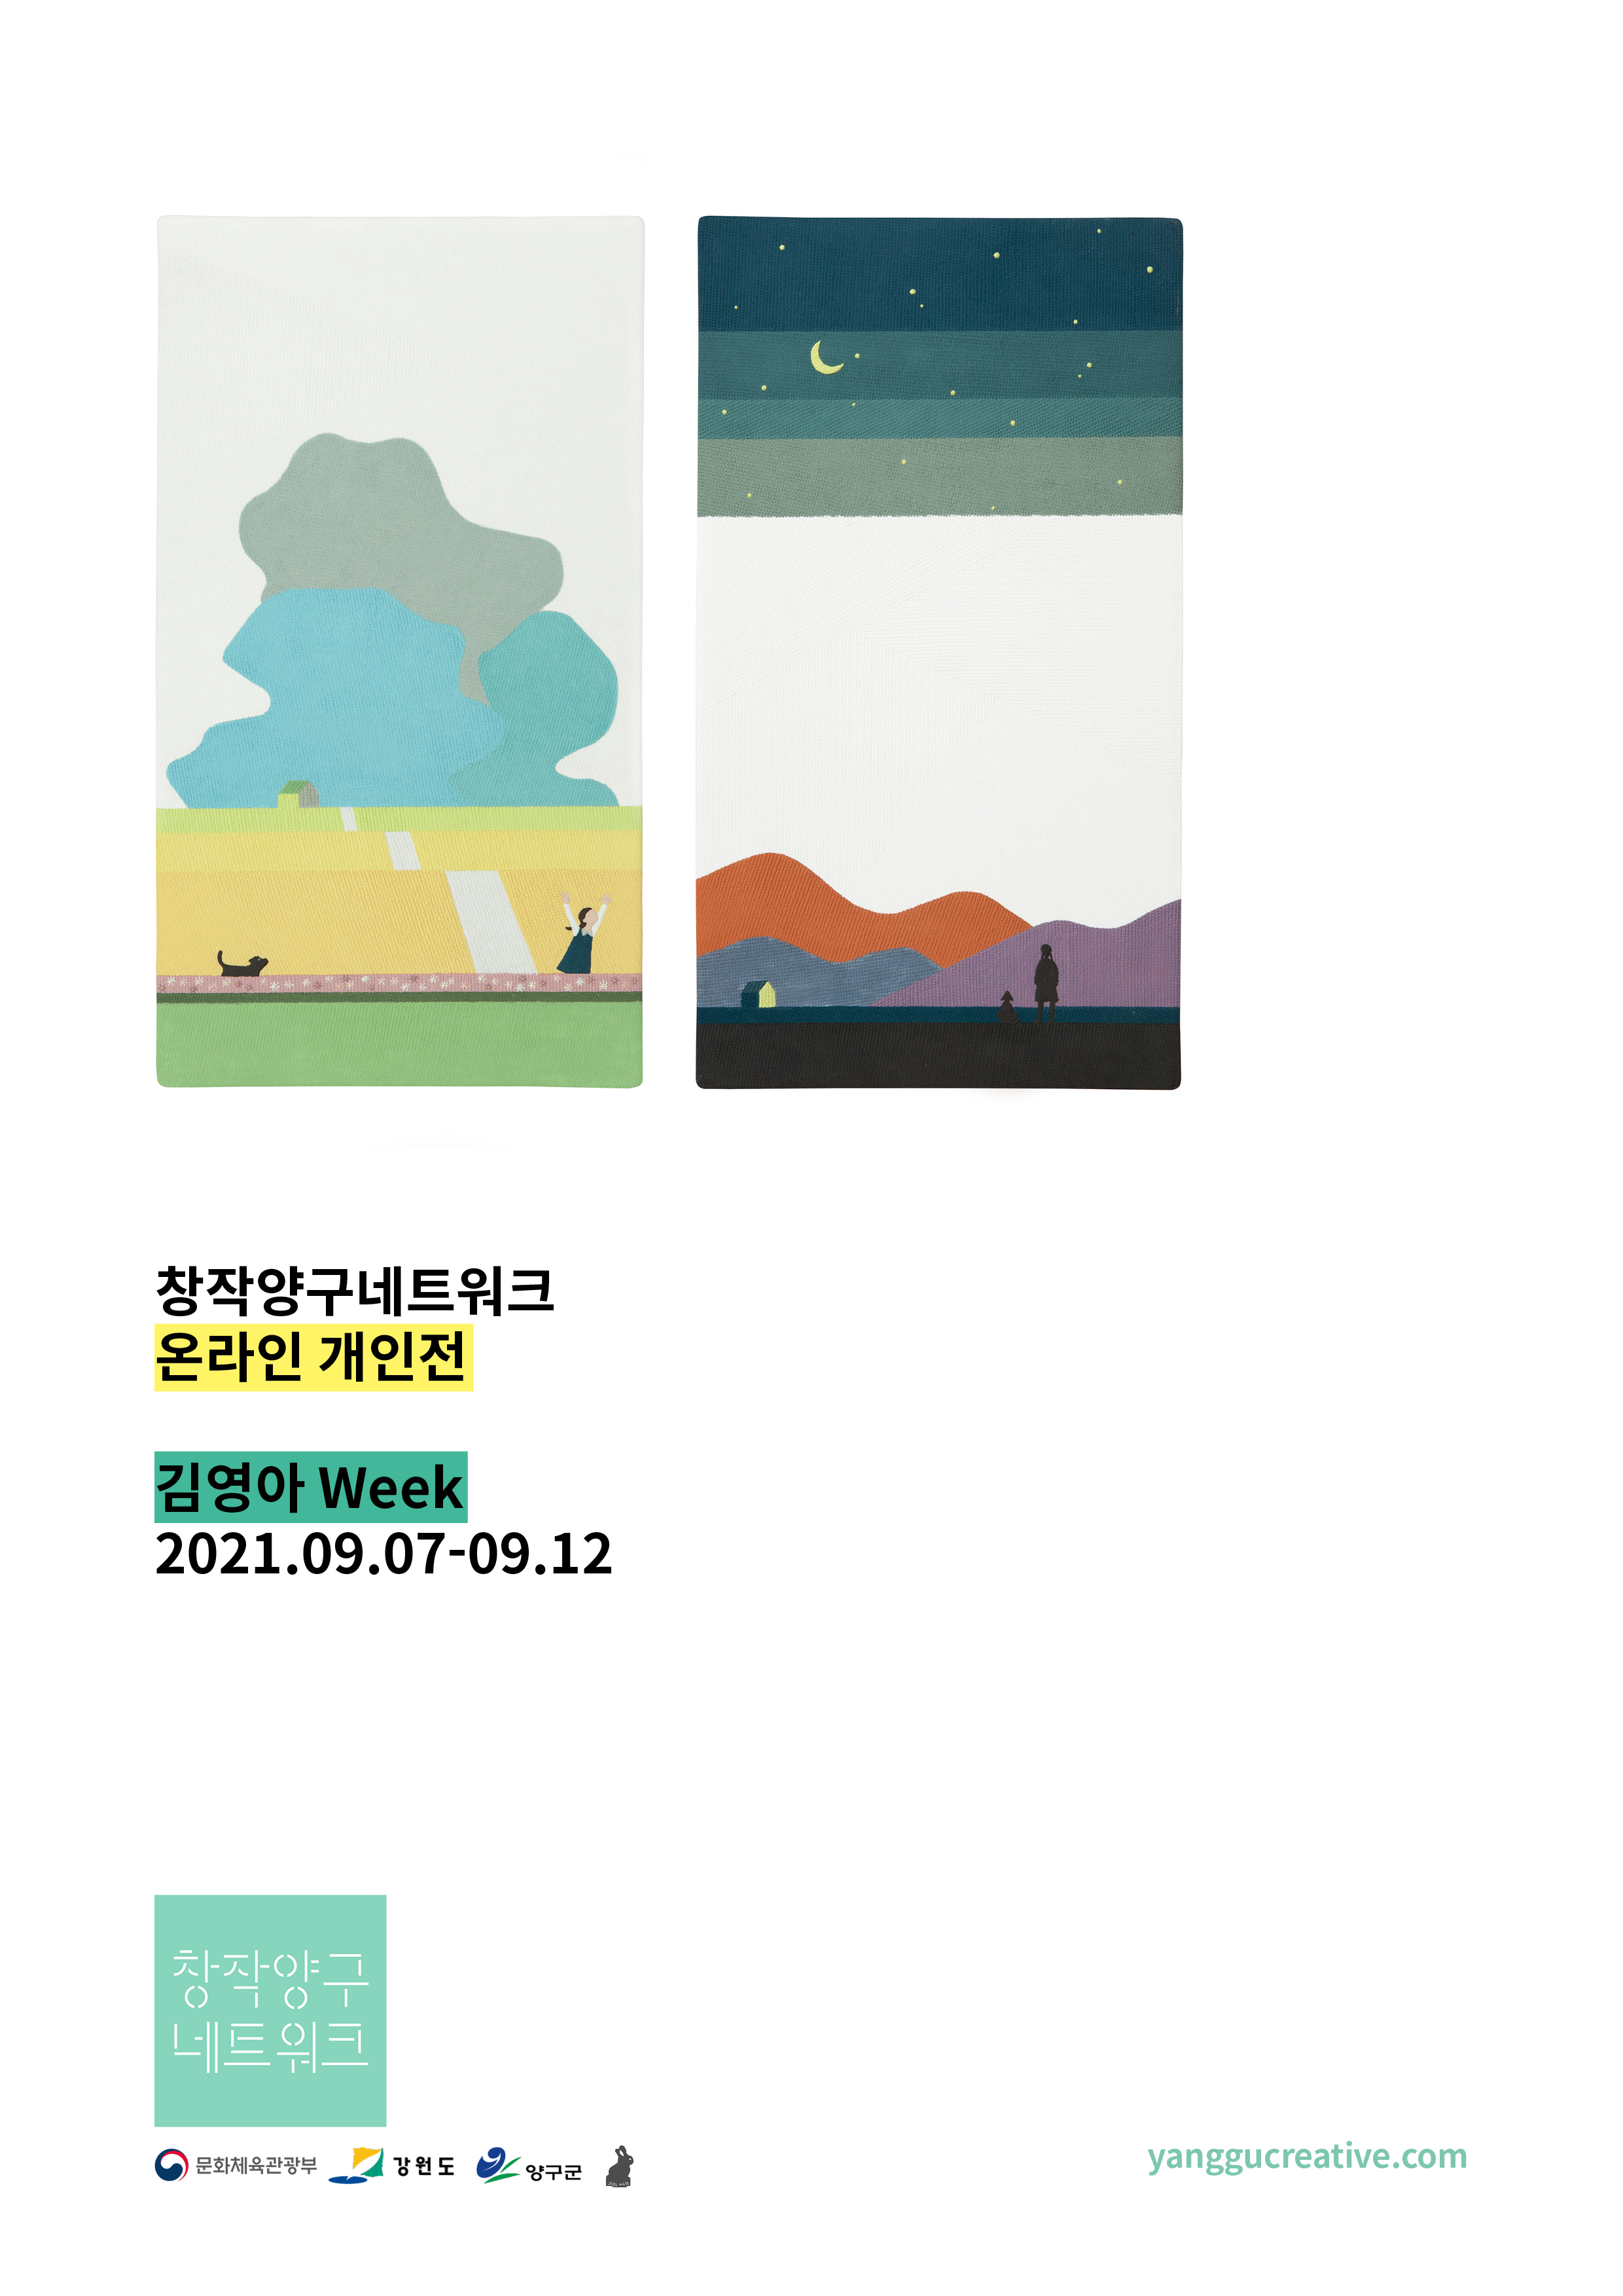 창작양구네트워크
온라인 개인전
김영아 Week
2021.09.07-09.12
창작양구
네트워크
문화체육관광부
강원도
양구군
yanggucreative.com